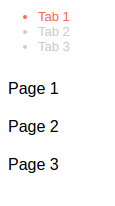 Tab 1
Tab 2
Tab 3
Page 1
Page 2
Page 3